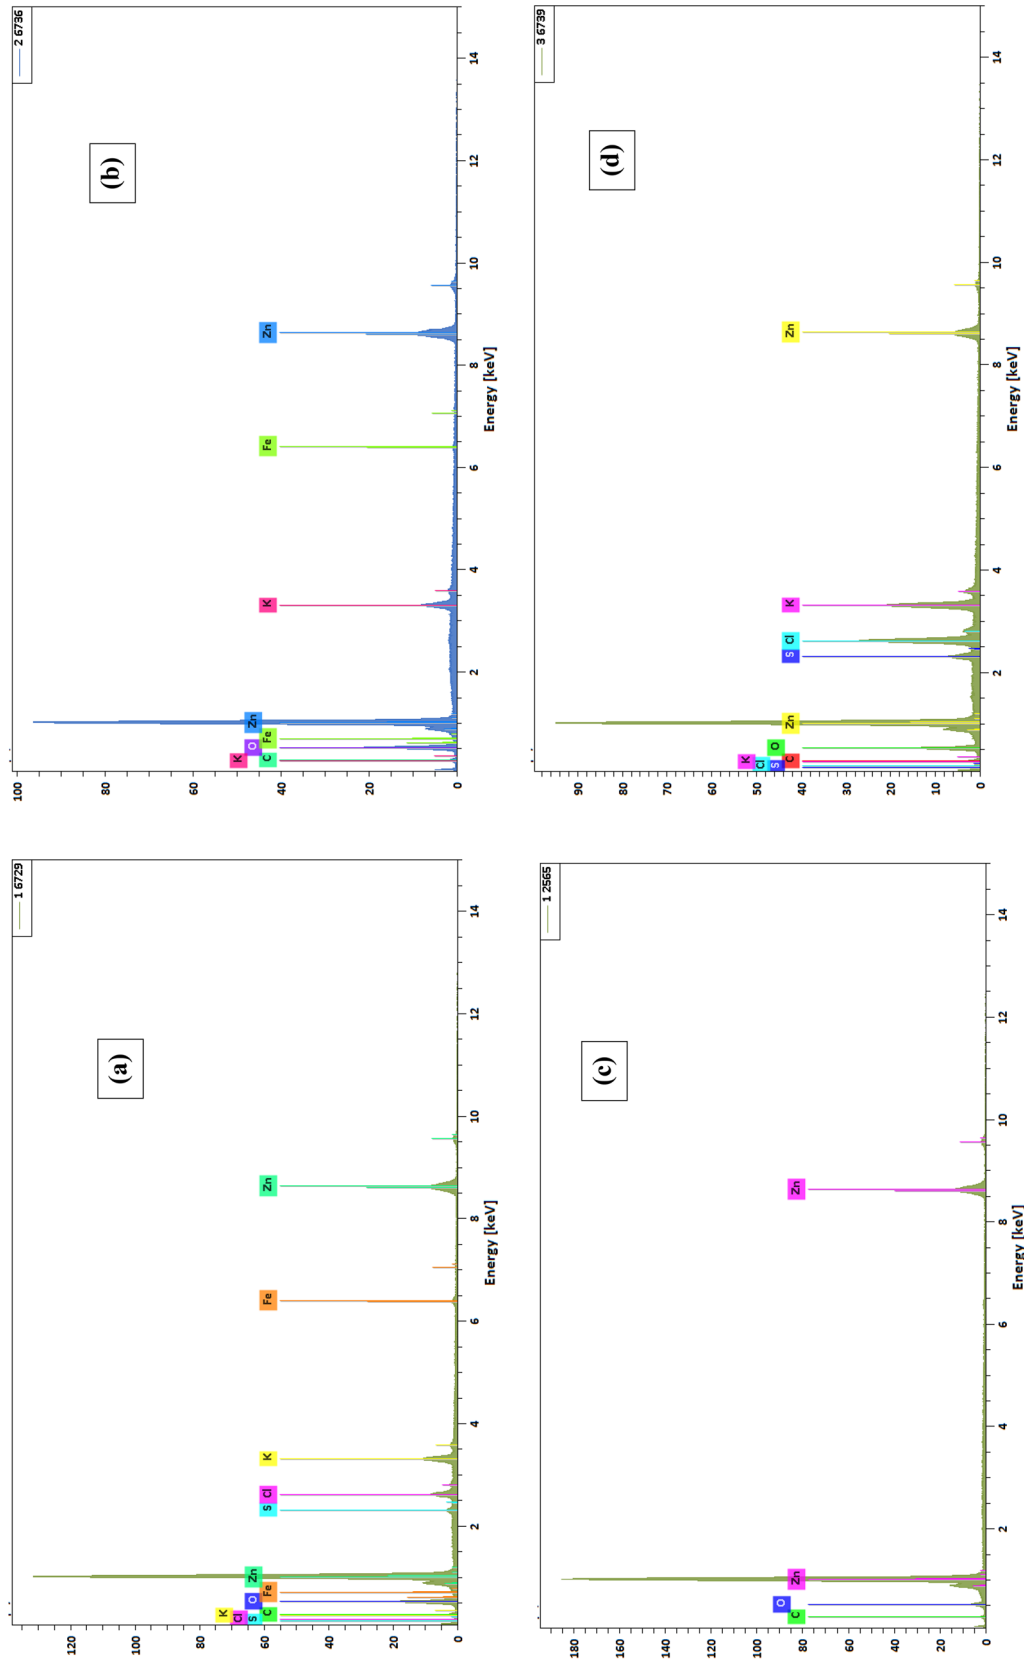 1 6729
(a)
120
100
80
60
40
20
0
K
Cl
S
C
O
Fe
Zn
S
Cl
K
Fe
Zn
2
4
6
8
10
12
14
Energy [keV]
2 6736
(b)
100
80
60
40
20
0
K
C
O
Fe
Zn
K
Fe
Zn
2
4
6
8
10
12
14
Energy [keV]
1 2565
(c)
180
160
140
120
100
80
60
40
20
0
C
O
Zn
Zn
2
4
6
8
10
12
14
Energy [keV]
3 6739
(d)
90
80
70
60
50
40
30
20
10
0
K
Cl
S
C
O
Zn
S
Cl
K
Zn
2
4
6
8
10
12
14
Energy [keV]